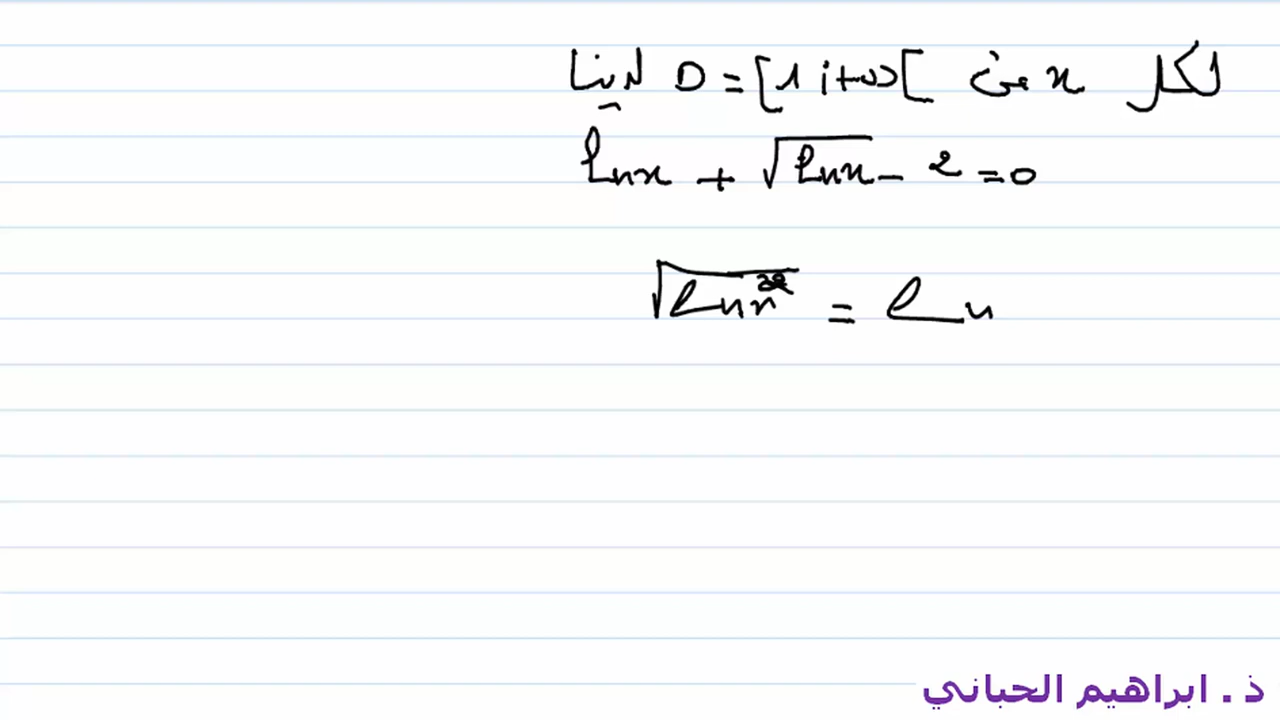 لكل x من D = [1 ; +∞[ لدينا
ln x + √(ln x) - 2 = 0
√(ln x²) = ln
ذ . ابراهيم الحباني